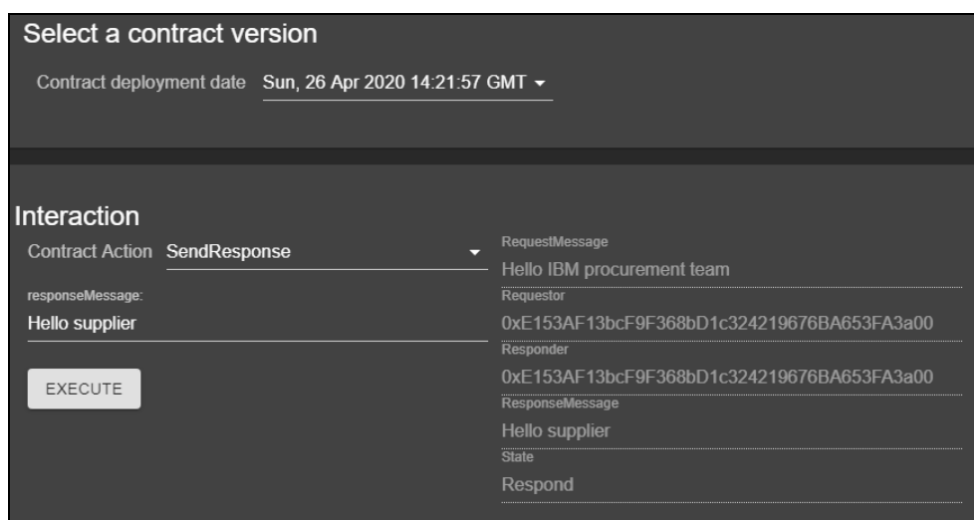 Select a contract version
Contract deployment date Sun, 26 Apr 2020 14:21:57 GMT
Interaction
Contract Action SendResponse
responseMessage:
Hello supplier
EXECUTE
RequestMessage
Hello IBM procurement team
Requestor
0xE153AF13bcF9F368bD1c324219676BA653FA3a00
Responder
0xE153AF13bcF9F368bD1c324219676BA653FA3a00
ResponseMessage
Hello supplier
State
Respond